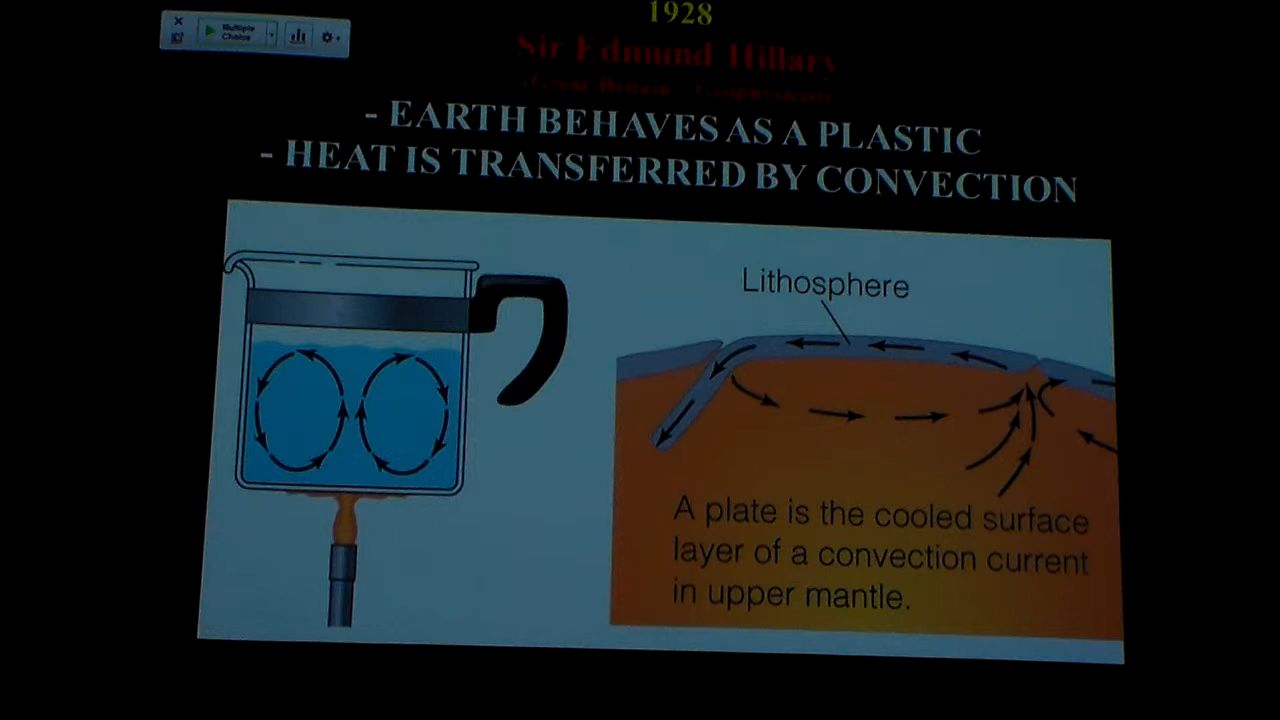 1928
Sir Edmund Hillary
- EARTH BEHAVES AS A PLASTIC
- HEAT IS TRANSFERRED BY CONVECTION
Multiple
Choice
Lithosphere
A plate is the cooled surface
layer of a convection current
in upper mantle.